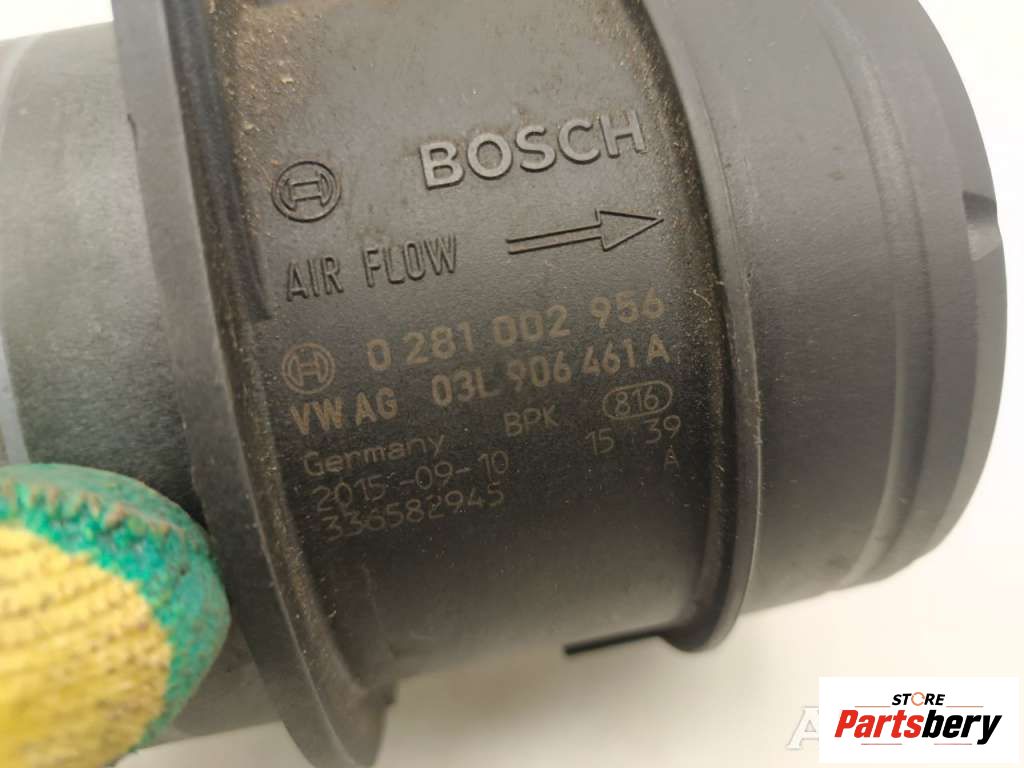 BOSCH
AIR FLOW
0 281 002 956
VW AG 03L 906 461 A
Germany BPK 816
2015-09-10 15 39
336582945 A
STORE
Partsbery